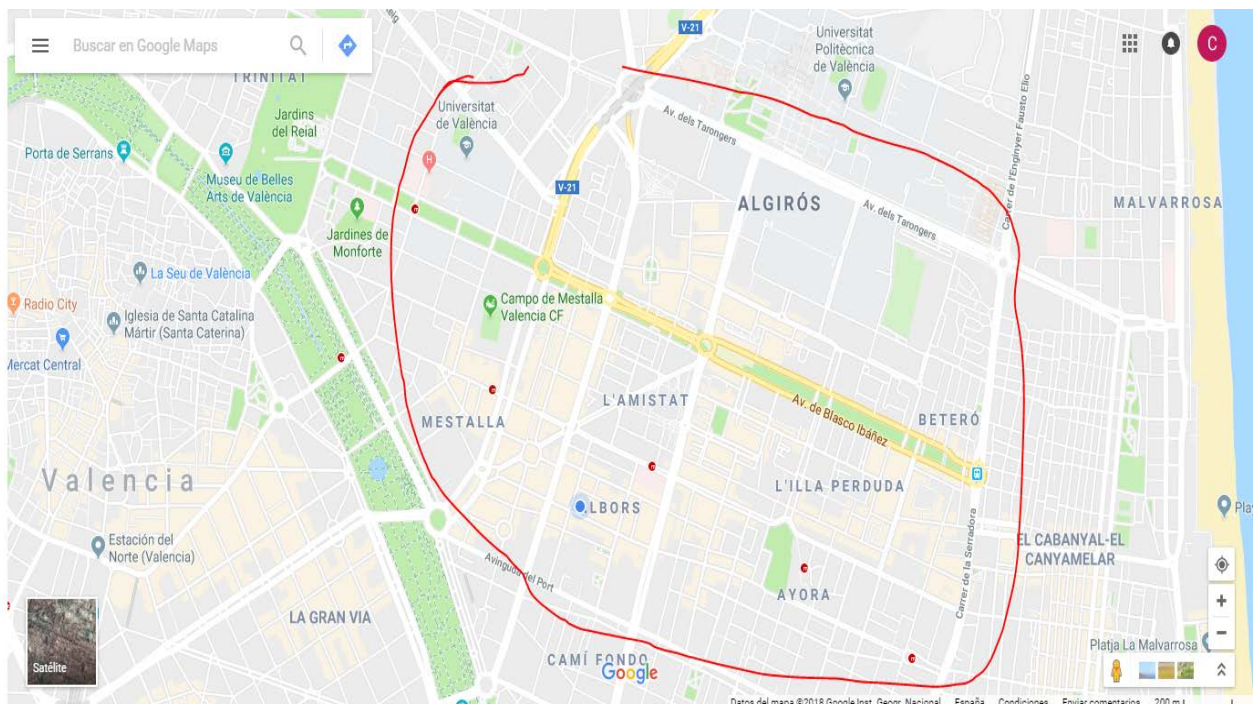 Buscar en Google Maps
TRINITAT
V-21
Universitat
Politècnica
de València
C
Jardins
del Reial
Universitat
de València
Av. dels Tarongers
Carrer de l'Enginyer Fausto Elio
Porta de Serrans
Museu de Belles
Arts de València
H
V-21
ALGIRÓS
MALVARROSA
Av. dels Tarongers
Jardines de
Monforte
La Seu de València
Radio City
Iglesia de Santa Catalina
Mártir (Santa Caterina)
Campo de Mestalla
Valencia CF
Mercat Central
L'AMISTAT
Av. de Blasco Ibáñez
BETERÓ
MESTALLA
Valencia
L'ILLA PERDUDA
ALBORS
Estación del
Norte (Valencia)
EL CABANYAL-EL
CANYAMELAR
Avinguda del Port
Carrer de la Serradora
AYORA
LA GRAN VIA
CAMÍ FONDO
Google
Platja La Malvarrosa
Satélite
Datos del mapa ©2018 Google Inst. Geogr. Nacional España Condiciones Enviar comentarios 200 m